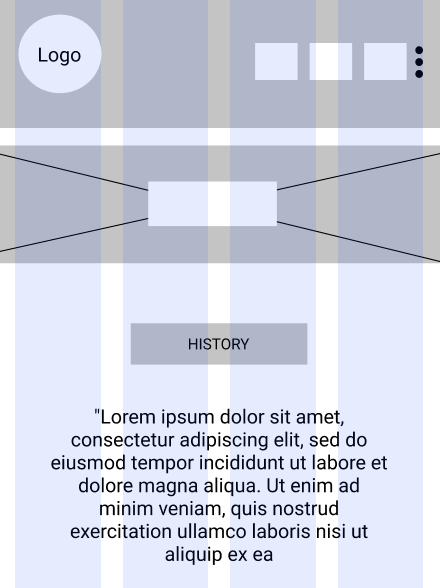 Logo
HISTORY
"Lorem ipsum dolor sit amet,
consectetur adipiscing elit, sed do
eiusmod tempor incididunt ut labore et
dolore magna aliqua. Ut enim ad
minim veniam, quis nostrud
exercitation ullamco laboris nisi ut
aliquip ex ea